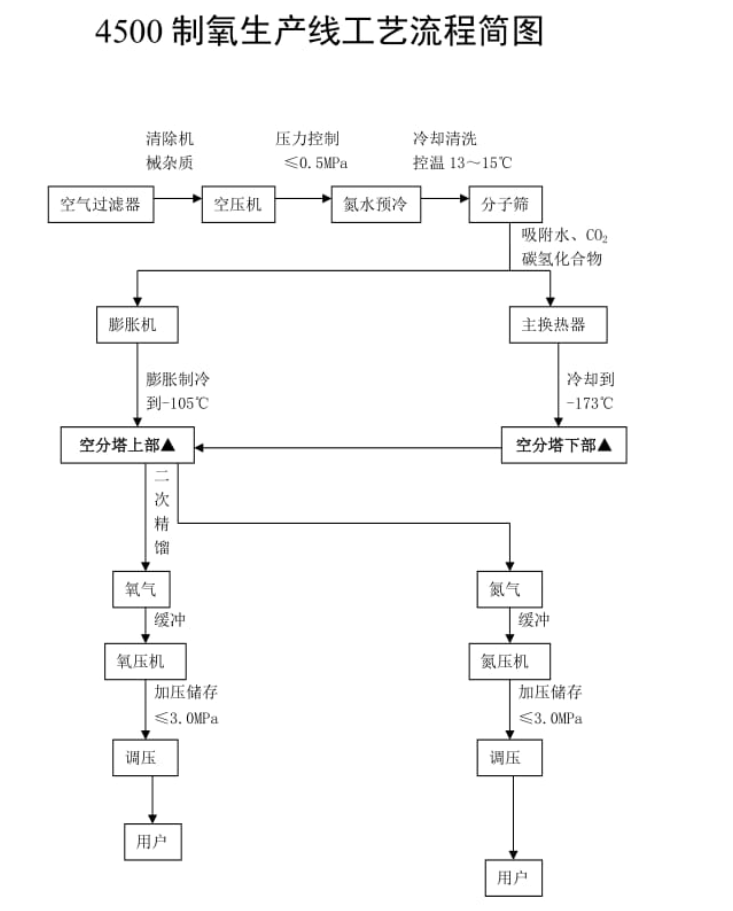 4500 制氧生产线工艺流程简图
清除机
械杂质
压力控制
≤0.5MPa
冷却清洗
控温 13～15℃
空气过滤器
空压机
氮水预冷
分子筛
吸附水、CO₂
碳氢化合物
膨胀机
主换热器
膨胀制冷
到-105℃
冷却到
-173℃
空分塔上部▲
空分塔下部▲
二
次
精
馏
氧气
氮气
缓冲
缓冲
氧压机
氮压机
加压储存
≤3.0MPa
加压储存
≤3.0MPa
调压
调压
用户
用户